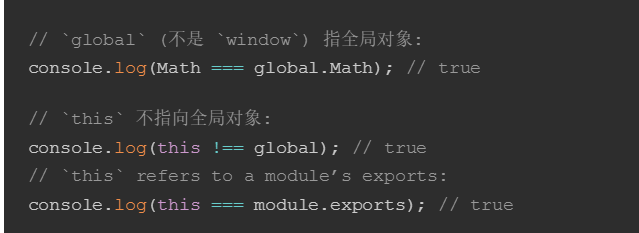 // `global` (不是 `window`) 指全局对象:
console.log(Math === global.Math); // true
// `this` 不指向全局对象:
console.log(this !== global); // true
// `this` refers to a module’s exports:
console.log(this === module.exports); // true